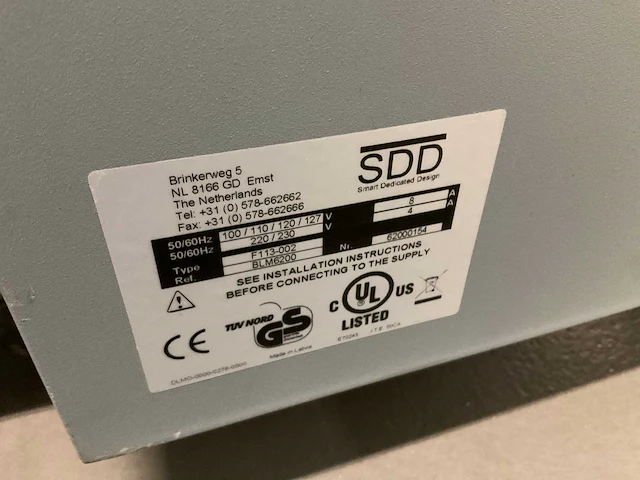 SDD
Smart Dedicated Design
Brinkerweg 5
NL 8166 GD Emst
The Netherlands
Tel: +31 (0) 578-662662
Fax: +31 (0) 578-662666
50/60Hz 100 / 110 / 120 / 127 V 8 A
50/60Hz 220 / 230 V 4 A
Type F113-002 Nr. 62000154
Ref. BLM6200
SEE INSTALLATION INSTRUCTIONS
BEFORE CONNECTING TO THE SUPPLY
CE
TÜV NORD GS
C UL US
LISTED
E70245 I.T.E.
Made in Latvia